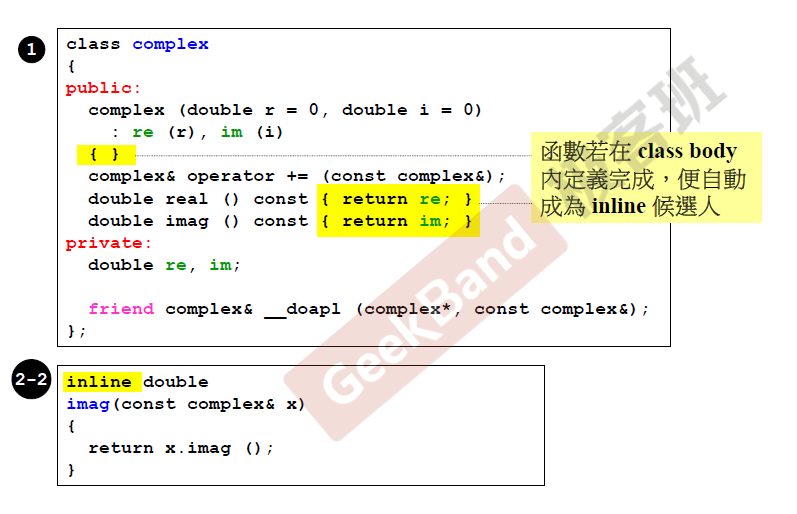 1
class complex
{
public:
  complex (double r = 0, double i = 0)
    : re (r), im (i)
  { }
  complex& operator += (const complex&);
  double real () const { return re; }
  double imag () const { return im; }
private:
  double re, im;
  friend complex& __doapl (complex*, const complex&);
};
函數若在 class body
內定義完成，便自動
成為 inline 候選人
2-2
inline double
imag(const complex& x)
{
  return x.imag ();
}
GeekBand
客班